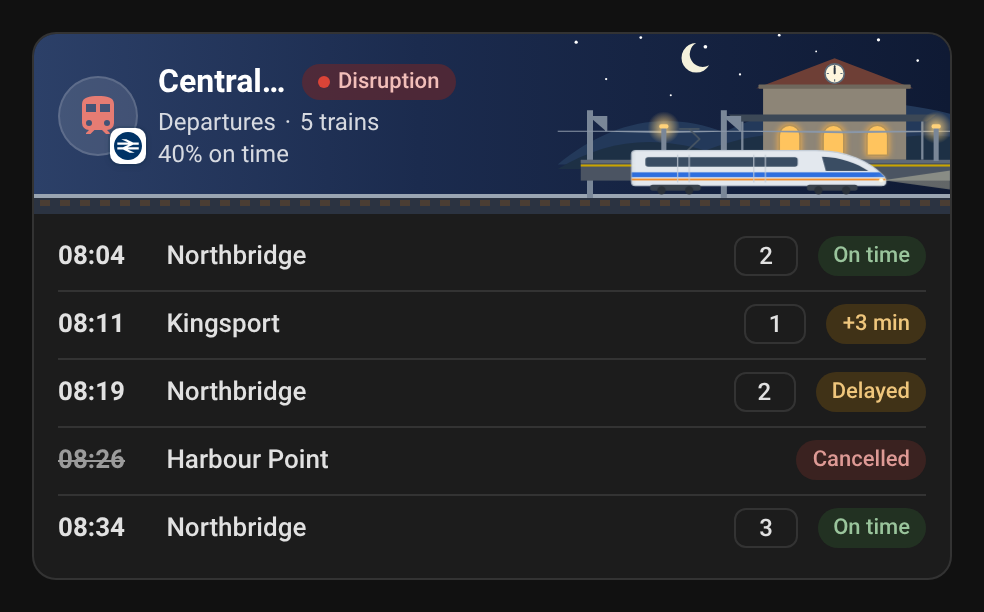 Central… Disruption
Departures · 5 trains
40% on time
08:04 Northbridge 2 On time
08:11 Kingsport 1 +3 min
08:19 Northbridge 2 Delayed
08:26 Harbour Point Cancelled
08:34 Northbridge 3 On time